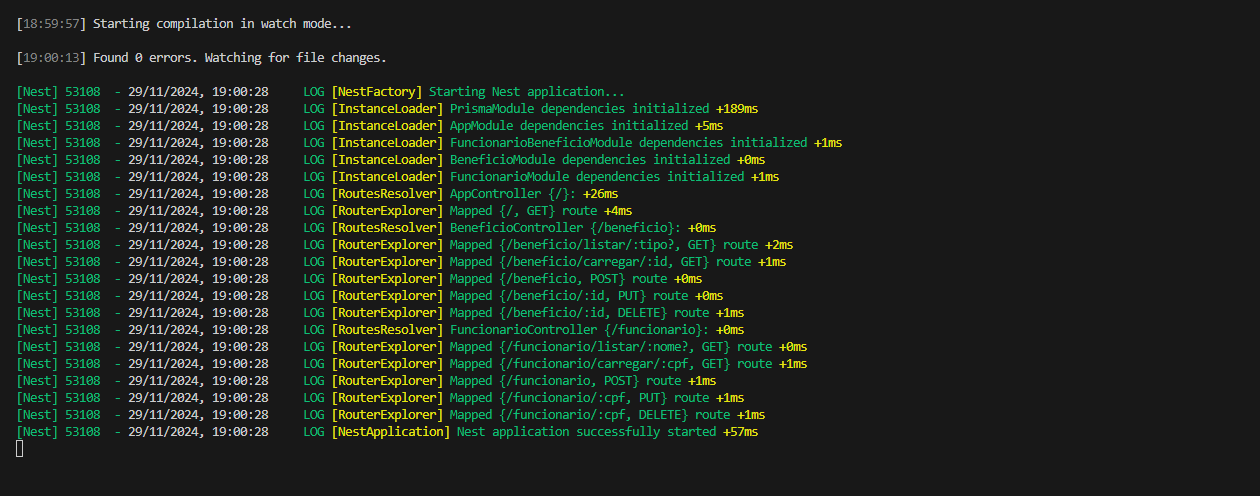 [18:59:57] Starting compilation in watch mode...
[19:00:13] Found 0 errors. Watching for file changes.
[Nest] 53108  - 29/11/2024, 19:00:28     LOG [NestFactory] Starting Nest application...
[Nest] 53108  - 29/11/2024, 19:00:28     LOG [InstanceLoader] PrismaModule dependencies initialized +189ms
[Nest] 53108  - 29/11/2024, 19:00:28     LOG [InstanceLoader] AppModule dependencies initialized +5ms
[Nest] 53108  - 29/11/2024, 19:00:28     LOG [InstanceLoader] FuncionarioBeneficioModule dependencies initialized +1ms
[Nest] 53108  - 29/11/2024, 19:00:28     LOG [InstanceLoader] BeneficioModule dependencies initialized +0ms
[Nest] 53108  - 29/11/2024, 19:00:28     LOG [InstanceLoader] FuncionarioModule dependencies initialized +1ms
[Nest] 53108  - 29/11/2024, 19:00:28     LOG [RoutesResolver] AppController {/}: +26ms
[Nest] 53108  - 29/11/2024, 19:00:28     LOG [RouterExplorer] Mapped {/, GET} route +4ms
[Nest] 53108  - 29/11/2024, 19:00:28     LOG [RoutesResolver] BeneficioController {/beneficio}: +0ms
[Nest] 53108  - 29/11/2024, 19:00:28     LOG [RouterExplorer] Mapped {/beneficio/listar/:tipo?, GET} route +2ms
[Nest] 53108  - 29/11/2024, 19:00:28     LOG [RouterExplorer] Mapped {/beneficio/carregar/:id, GET} route +1ms
[Nest] 53108  - 29/11/2024, 19:00:28     LOG [RouterExplorer] Mapped {/beneficio, POST} route +0ms
[Nest] 53108  - 29/11/2024, 19:00:28     LOG [RouterExplorer] Mapped {/beneficio/:id, PUT} route +0ms
[Nest] 53108  - 29/11/2024, 19:00:28     LOG [RouterExplorer] Mapped {/beneficio/:id, DELETE} route +1ms
[Nest] 53108  - 29/11/2024, 19:00:28     LOG [RoutesResolver] FuncionarioController {/funcionario}: +0ms
[Nest] 53108  - 29/11/2024, 19:00:28     LOG [RouterExplorer] Mapped {/funcionario/listar/:nome?, GET} route +0ms
[Nest] 53108  - 29/11/2024, 19:00:28     LOG [RouterExplorer] Mapped {/funcionario/carregar/:cpf, GET} route +1ms
[Nest] 53108  - 29/11/2024, 19:00:28     LOG [RouterExplorer] Mapped {/funcionario, POST} route +1ms
[Nest] 53108  - 29/11/2024, 19:00:28     LOG [RouterExplorer] Mapped {/funcionario/:cpf, PUT} route +1ms
[Nest] 53108  - 29/11/2024, 19:00:28     LOG [RouterExplorer] Mapped {/funcionario/:cpf, DELETE} route +1ms
[Nest] 53108  - 29/11/2024, 19:00:28     LOG [NestApplication] Nest application successfully started +57ms